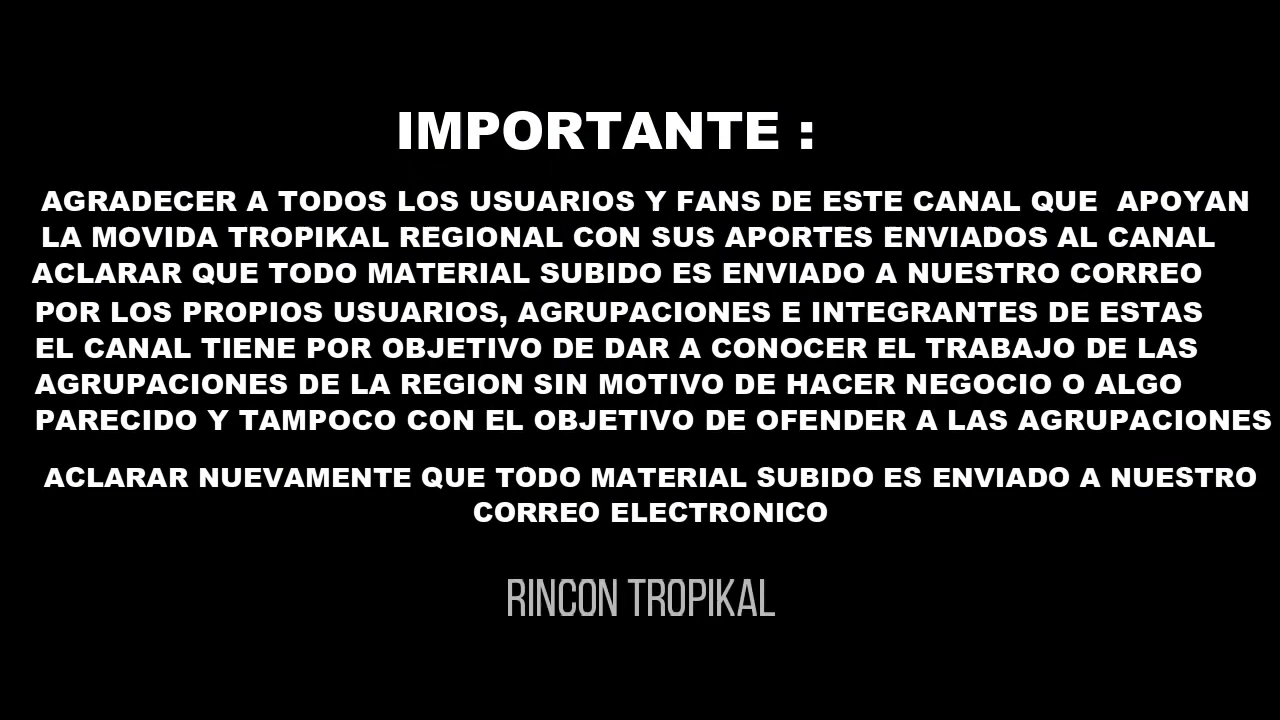 IMPORTANTE :
AGRADECER A TODOS LOS USUARIOS Y FANS DE ESTE CANAL QUE  APOYAN
LA MOVIDA TROPIKAL REGIONAL CON SUS APORTES ENVIADOS AL CANAL
ACLARAR QUE TODO MATERIAL SUBIDO ES ENVIADO A NUESTRO CORREO
POR LOS PROPIOS USUARIOS, AGRUPACIONES E INTEGRANTES DE ESTAS
EL CANAL TIENE POR OBJETIVO DE DAR A CONOCER EL TRABAJO DE LAS
AGRUPACIONES DE LA REGION SIN MOTIVO DE HACER NEGOCIO O ALGO
PARECIDO Y TAMPOCO CON EL OBJETIVO DE OFENDER A LAS AGRUPACIONES
ACLARAR NUEVAMENTE QUE TODO MATERIAL SUBIDO ES ENVIADO A NUESTRO
CORREO ELECTRONICO
RINCON TROPIKAL